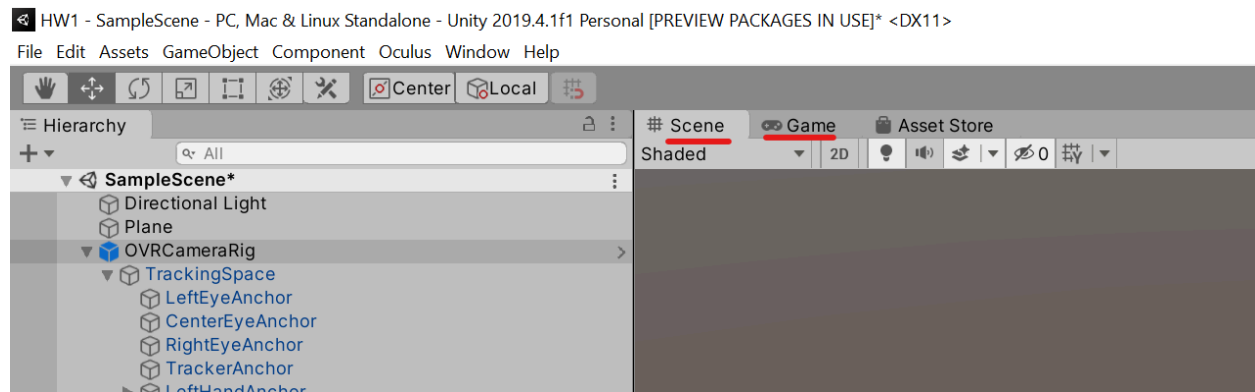 HW1 - SampleScene - PC, Mac & Linux Standalone - Unity 2019.4.1f1 Personal [PREVIEW PACKAGES IN USE]* <DX11>
File Edit Assets GameObject Component Oculus Window Help
Center Local
Hierarchy
Scene Game Asset Store
All
Shaded 2D 0
SampleScene*
Directional Light
Plane
OVRCameraRig
TrackingSpace
LeftEyeAnchor
CenterEyeAnchor
RightEyeAnchor
TrackerAnchor
LeftHandAnchor